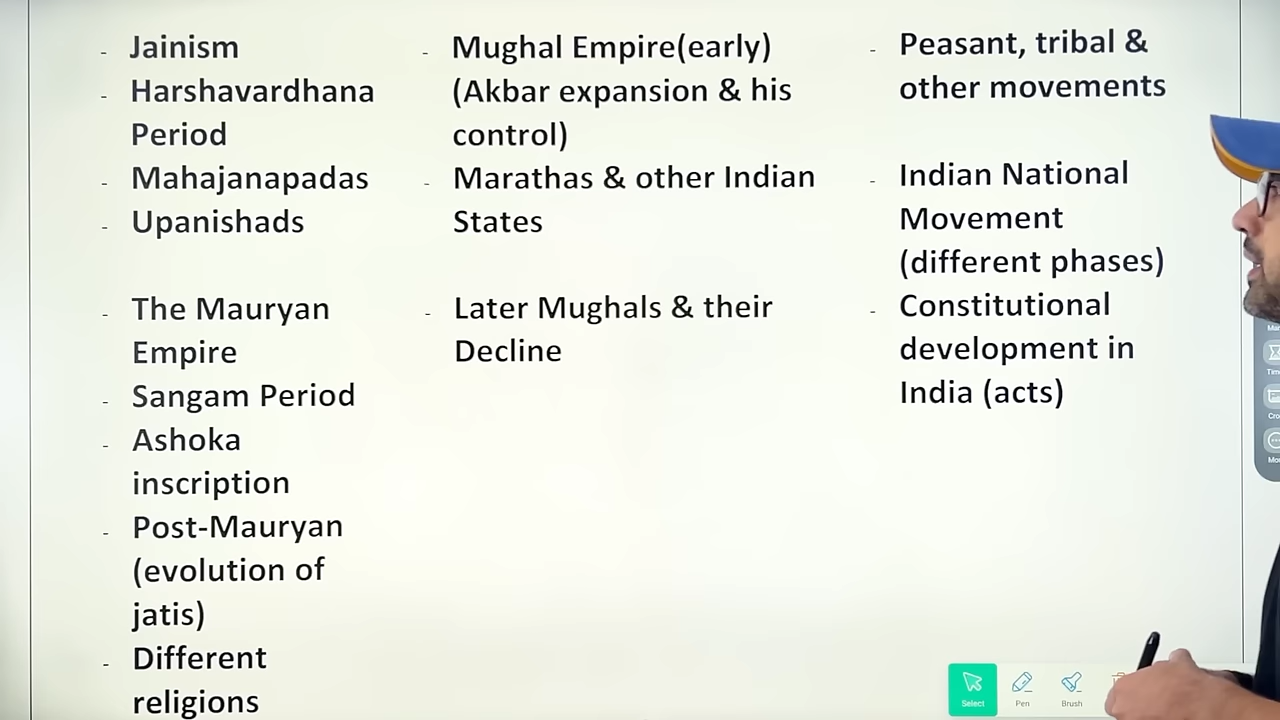 - Jainism
- Harshavardhana
Period
- Mahajanapadas
- Upanishads
- The Mauryan
Empire
- Sangam Period
- Ashoka
inscription
- Post-Mauryan
(evolution of
jatis)
- Different
religions
- Mughal Empire(early)
(Akbar expansion & his
control)
- Marathas & other Indian
States
- Later Mughals & their
Decline
- Peasant, tribal &
other movements
- Indian National
Movement
(different phases)
- Constitutional
development in
India (acts)
Select
Pen
Brush